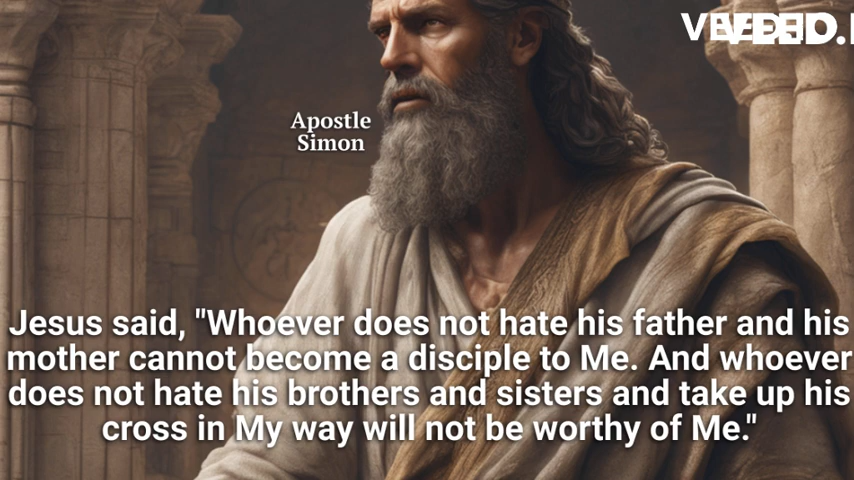 VEED.
Apostle
Simon
Jesus said, "Whoever does not hate his father and his
mother cannot become a disciple to Me. And whoever
does not hate his brothers and sisters and take up his
cross in My way will not be worthy of Me."